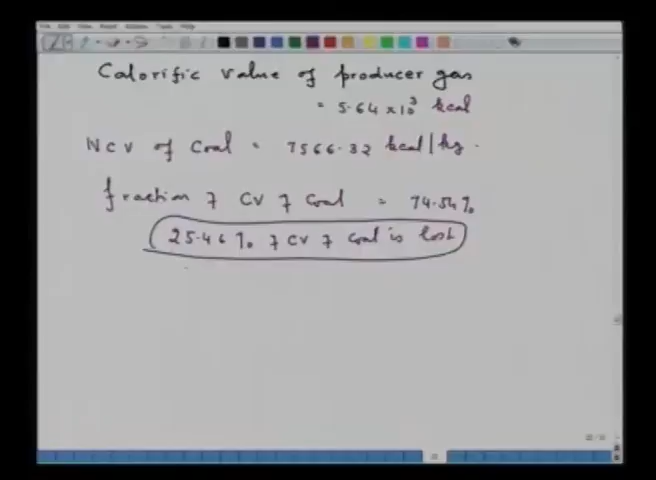 Calorific value of producer gas
= 5.64 x 10³ kcal
NCV of Coal = 7566.32 kcal/kg.
fraction of CV of Coal = 74.54%
25.46% of CV of Coal is lost